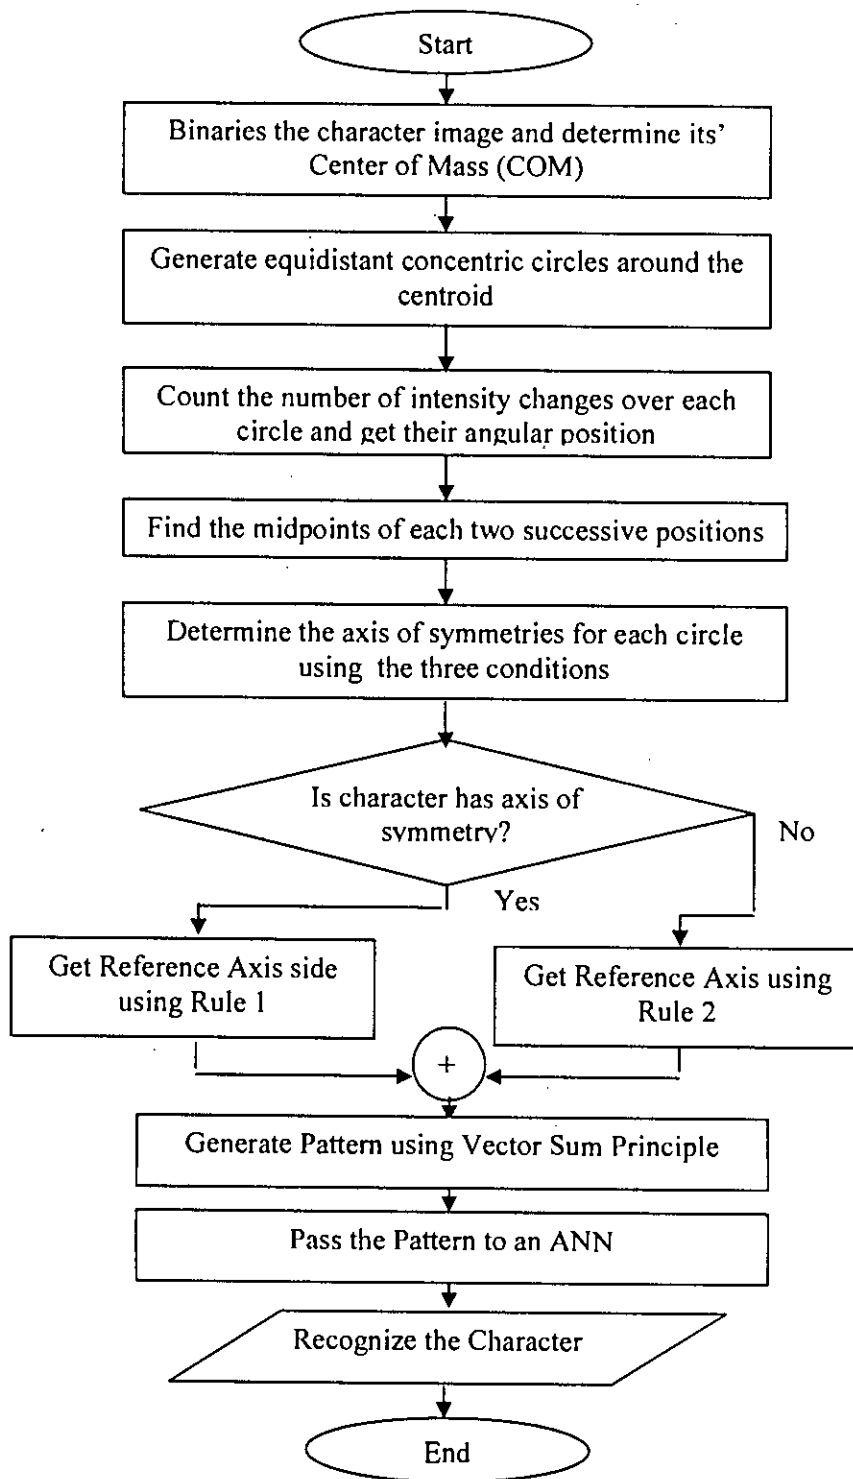 Start
Binaries the character image and determine its'
Center of Mass (COM)
Generate equidistant concentric circles around the
centroid
Count the number of intensity changes over each
circle and get their angular position
Find the midpoints of each two successive positions
Determine the axis of symmetries for each circle
using the three conditions
Is character has axis of
symmetry?
No
Yes
Get Reference Axis side
using Rule 1
Get Reference Axis using
Rule 2
+
Generate Pattern using Vector Sum Principle
Pass the Pattern to an ANN
Recognize the Character
End